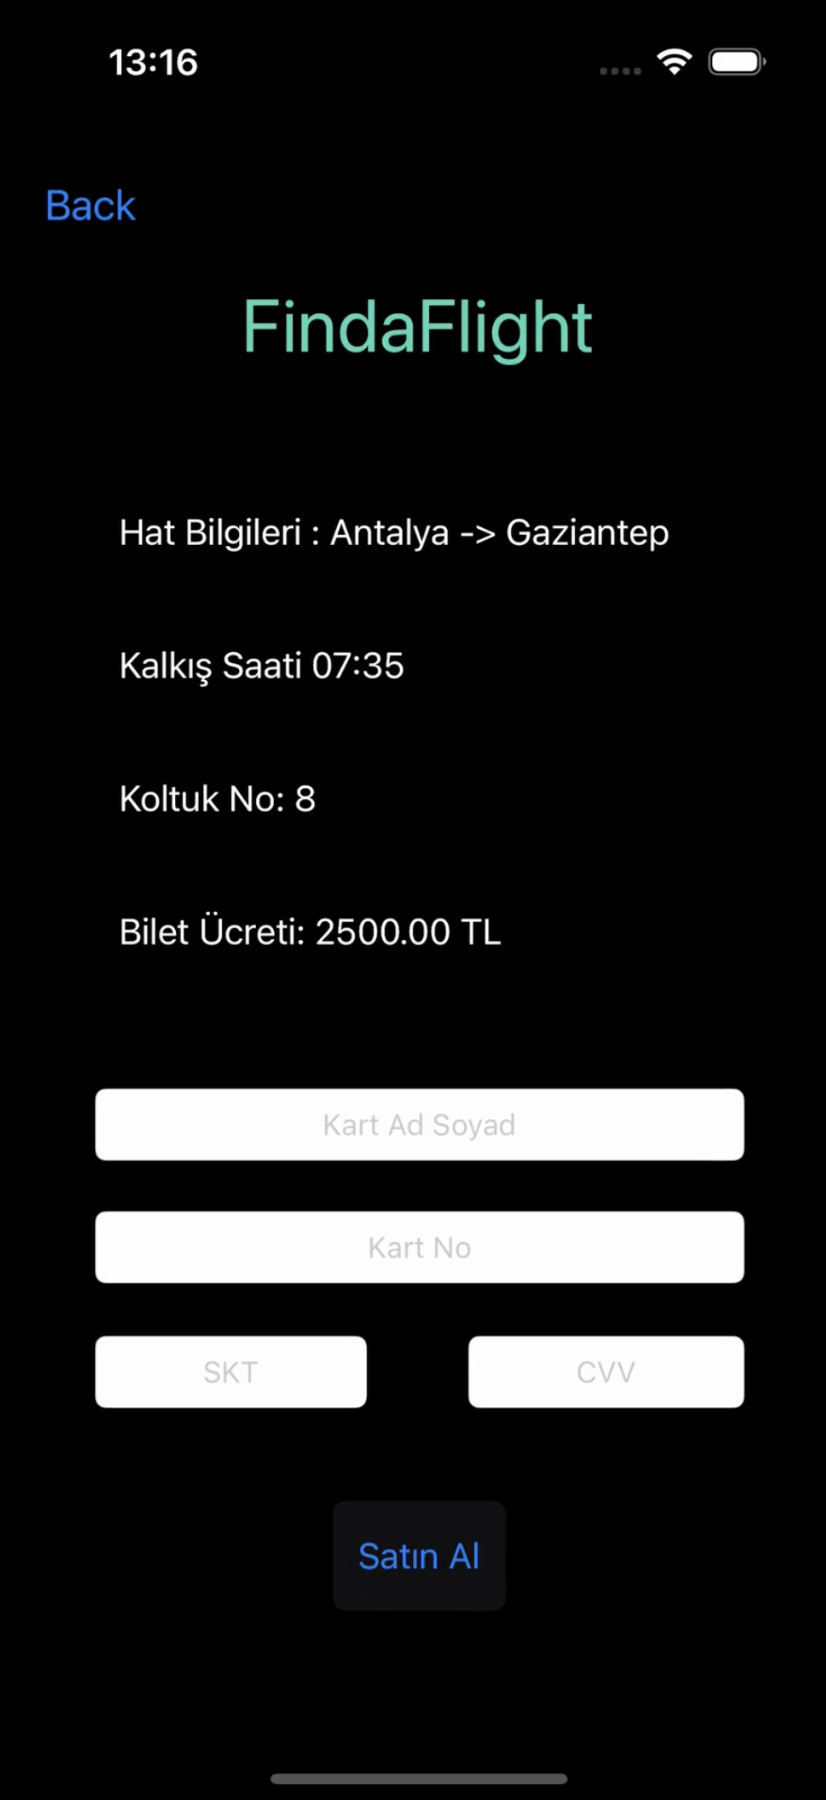 13:16
Back
FindaFlight
Hat Bilgileri : Antalya -> Gaziantep
Kalkış Saati 07:35
Koltuk No: 8
Bilet Ücreti: 2500.00 TL
Kart Ad Soyad
Kart No
SKT CVV
Satın Al